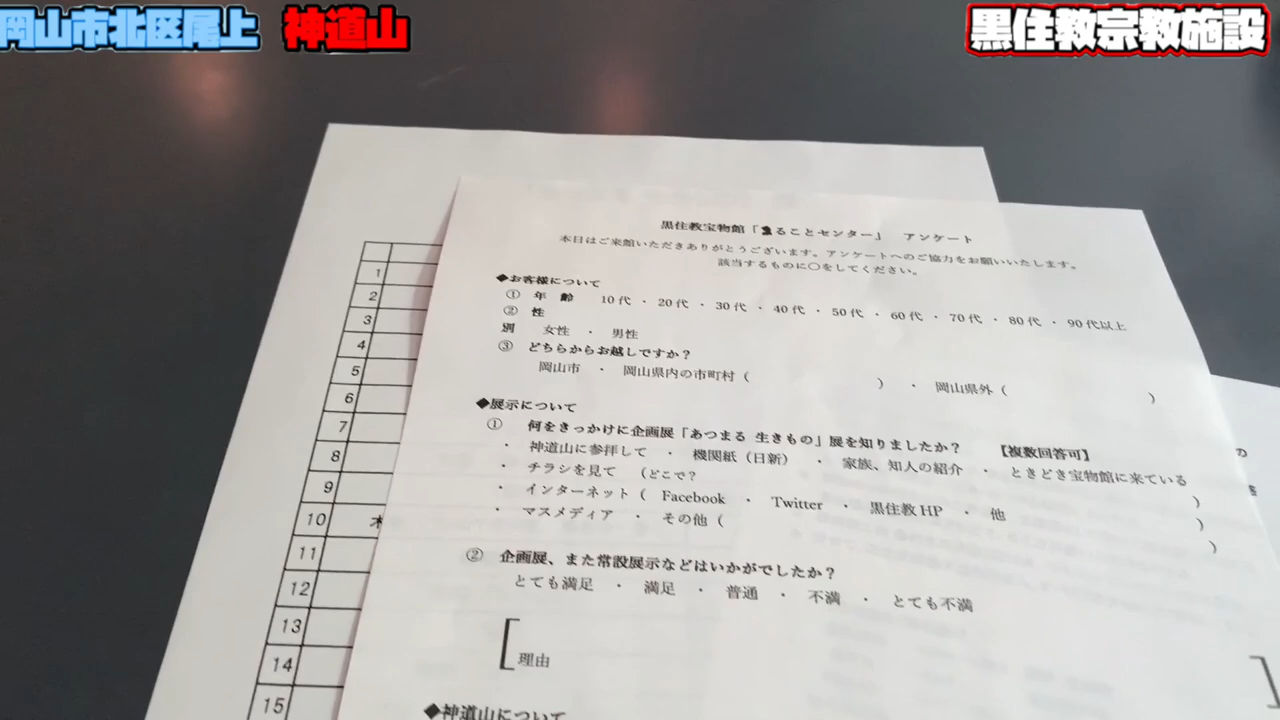 岡山市北区尾上 神道山
黒住教宗教施設
黒住教宝物館「まることセンター」 アンケート
本日はご来館いただきありがとうございます。アンケートへのご協力をお願いいたします。
該当するものに○をしてください。
◆お客様について
① 年 齢 10代 ・ 20代 ・ 30代 ・ 40代 ・ 50代 ・ 60代 ・ 70代 ・ 80代 ・ 90代以上
② 性
別 女性 ・ 男性
③ どちらからお越しですか？
岡山市 ・ 岡山県内の市町村（ ） ・ 岡山県外（ ）
◆展示について
① 何をきっかけに企画展「あつまる 生きもの」展を知りましたか？ 【複数回答可】
・ 神道山に参拝して ・ 機関紙（日新） ・ 家族、知人の紹介 ・ ときどき宝物館に来ている
・ チラシを見て （どこで？ ）
・ インターネット（ Facebook ・ Twitter ・ 黒住教HP ・ 他 ）
・ マスメディア ・ その他（ ）
② 企画展、また常設展示などはいかがでしたか？
とても満足 ・ 満足 ・ 普通 ・ 不満 ・ とても不満
[理由 ]
◆神道山について
1
2
3
4
5
6
7
8
9
10
11
12
13
14
15
の